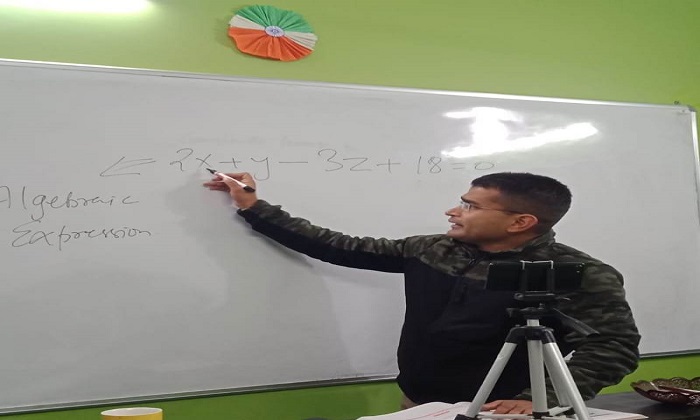 ⇐ 2x + y - 3z + 18 = 0
Algebraic
Expression